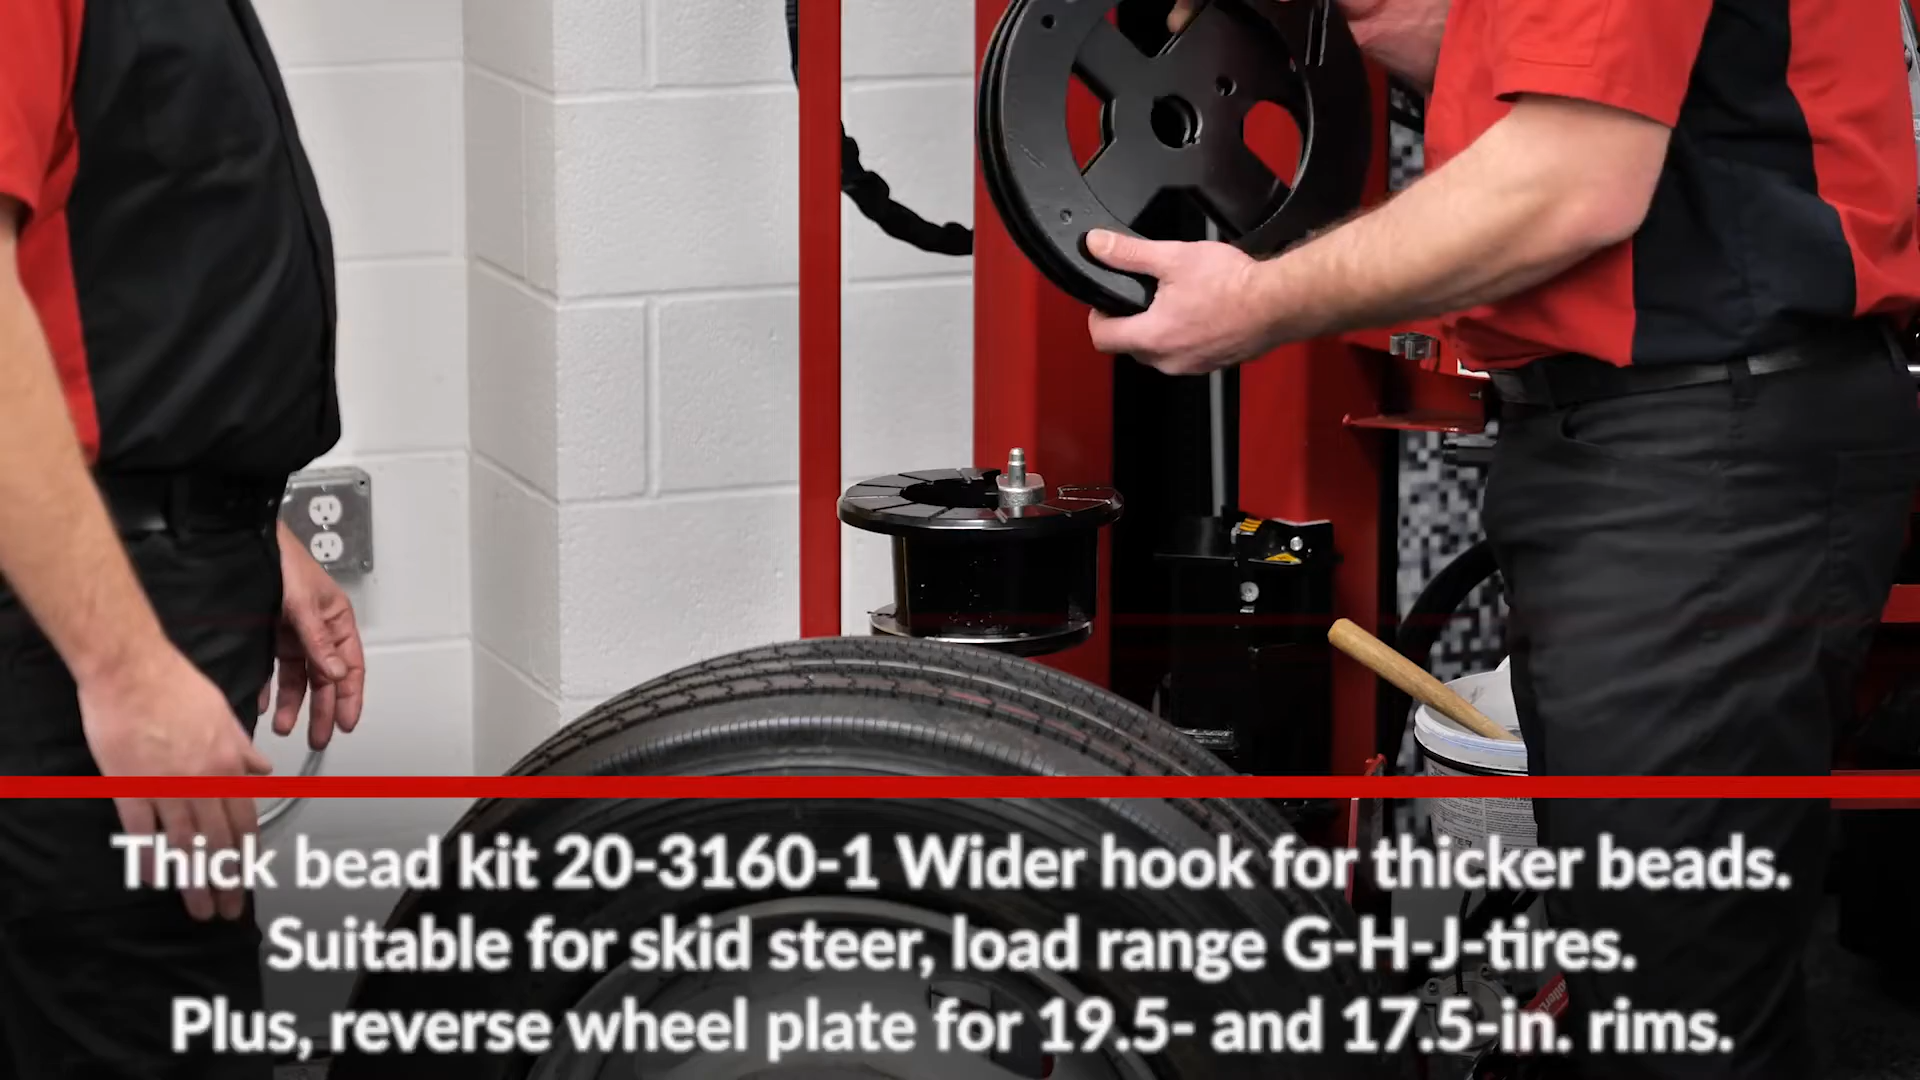 Thick bead kit 20-3160-1 Wider hook for thicker beads.
Suitable for skid steer, load range G-H-J-tires.
Plus, reverse wheel plate for 19.5- and 17.5-in. rims.